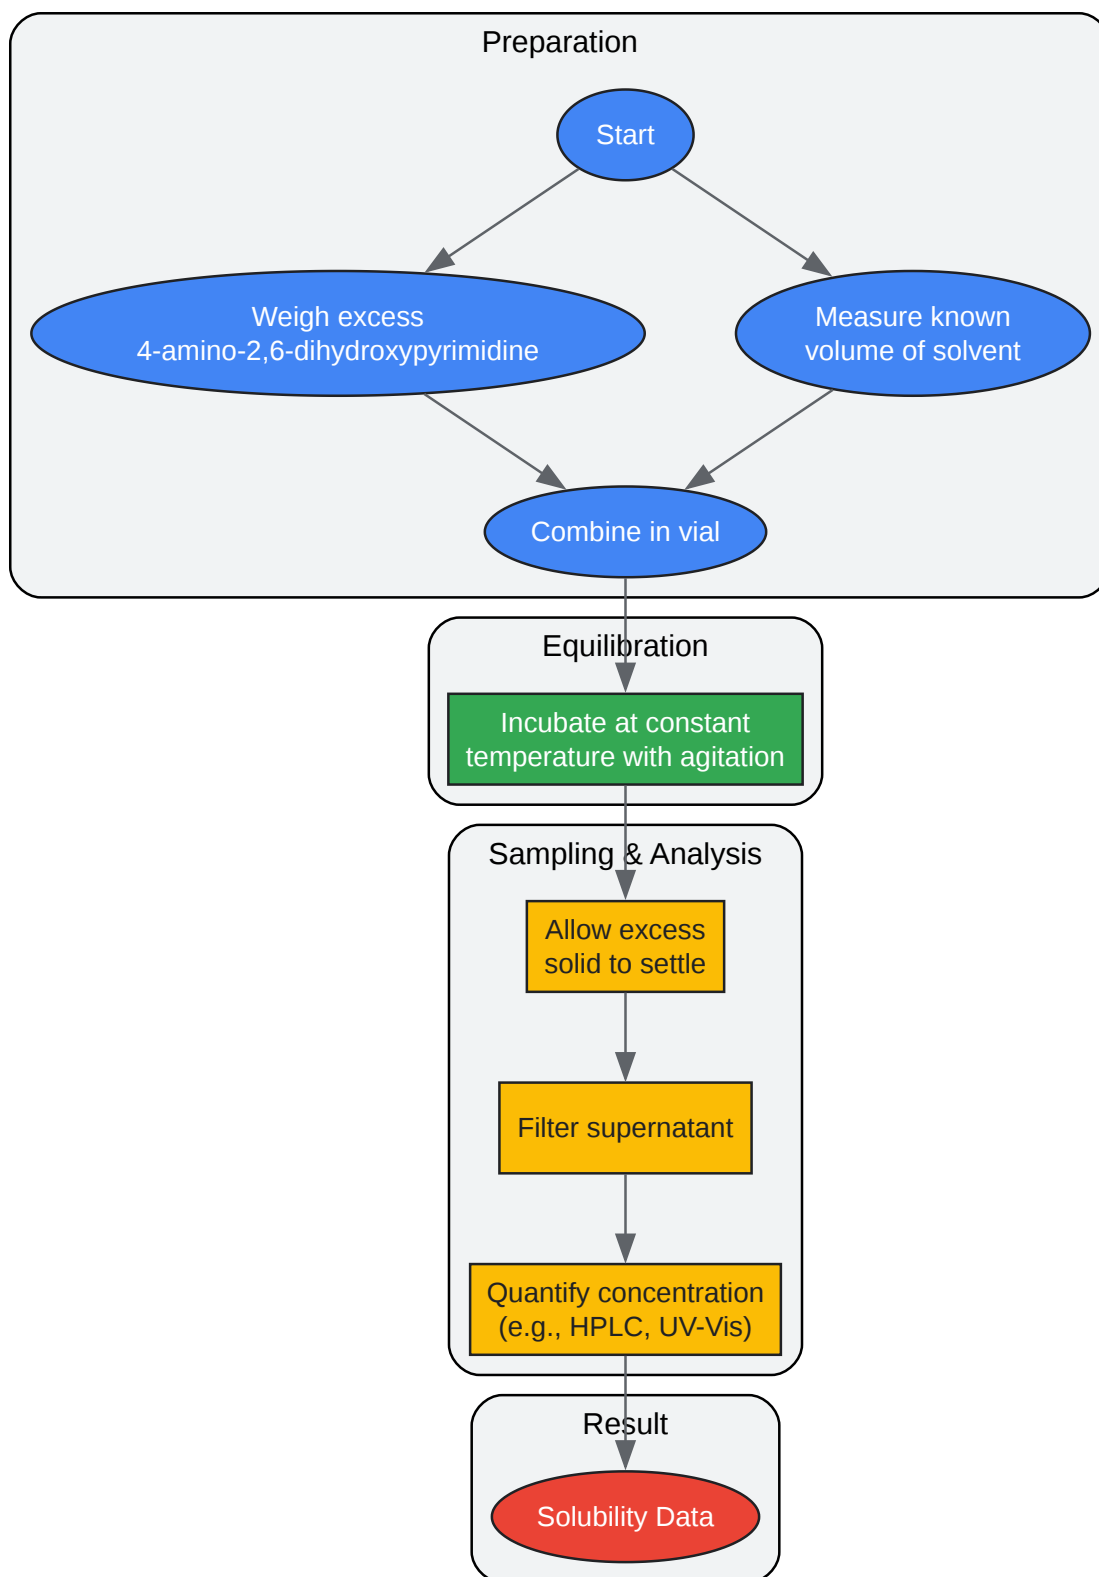 Preparation
Start
Weigh excess
4-amino-2,6-dihydroxypyrimidine
Measure known
volume of solvent
Combine in vial
Equilibration
Incubate at constant
temperature with agitation
Sampling & Analysis
Allow excess
solid to settle
Filter supernatant
Quantify concentration
(e.g., HPLC, UV-Vis)
Result
Solubility Data